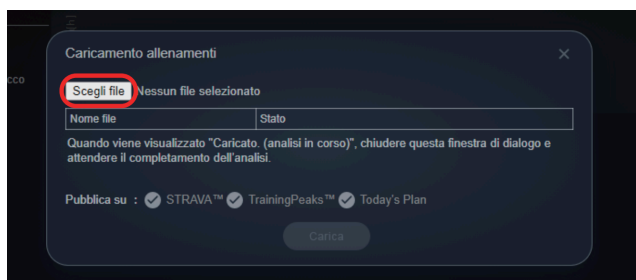 Caricamento allenamenti
cco
Scegli file Nessun file selezionato
Nome file Stato
Quando viene visualizzato "Caricato. (analisi in corso)", chiudere questa finestra di dialogo e
attendere il completamento dell'analisi.
Pubblica su : STRAVA™ TrainingPeaks™ Today's Plan
Carica